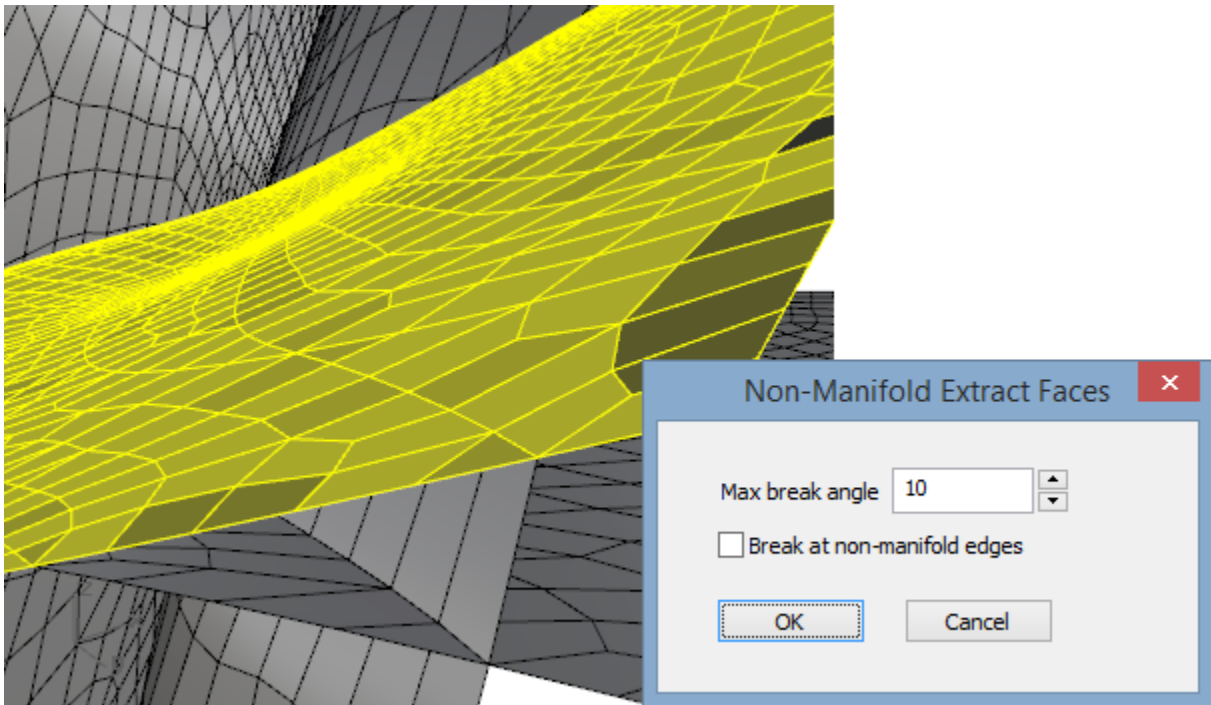 Non-Manifold Extract Faces
Max break angle 10
Break at non-manifold edges
OK Cancel